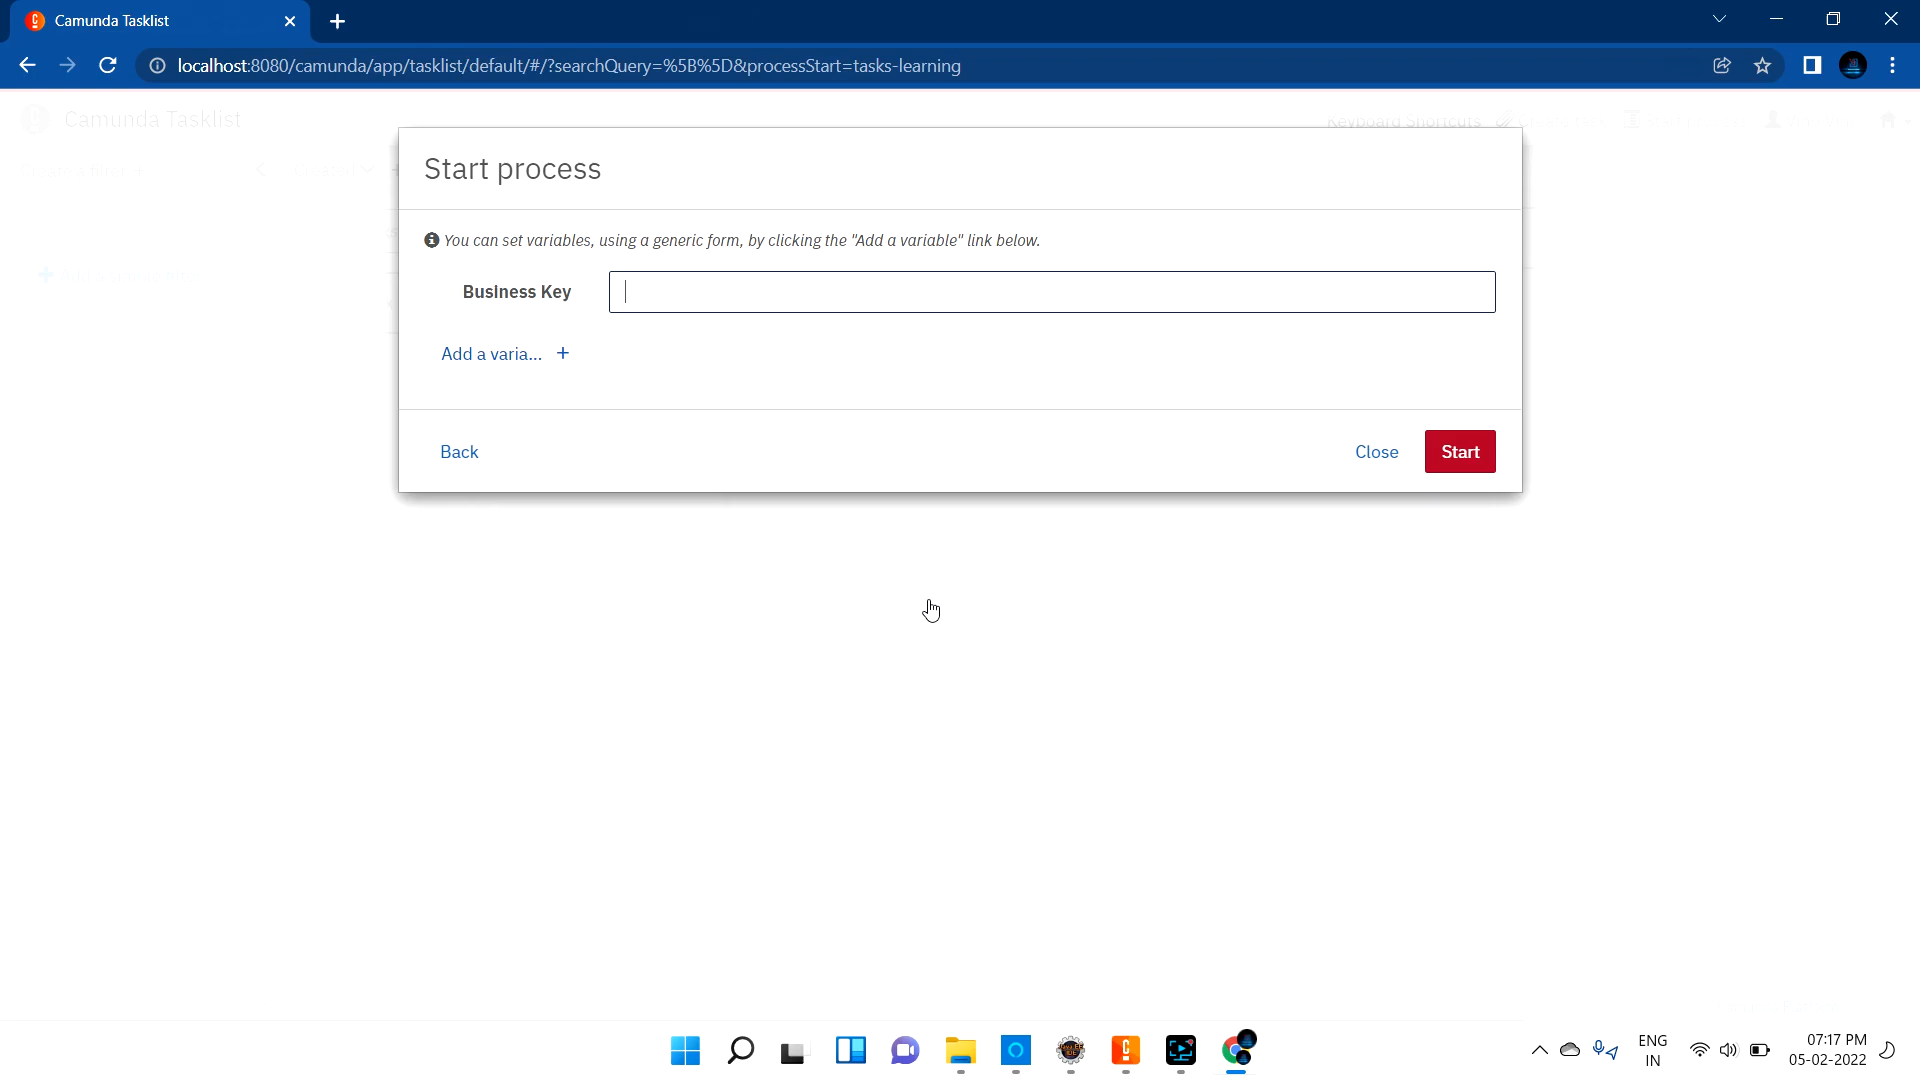 Camunda Tasklist
localhost:8080/camunda/app/tasklist/default/#/?searchQuery=%5B%5D&processStart=tasks-learning
Camunda Tasklist
Keyboard Shortcuts
Start process
You can set variables, using a generic form, by clicking the "Add a variable" link below.
Business Key
Add a varia... +
Back
Close
Start
ENG
IN
07:17 PM
05-02-2022